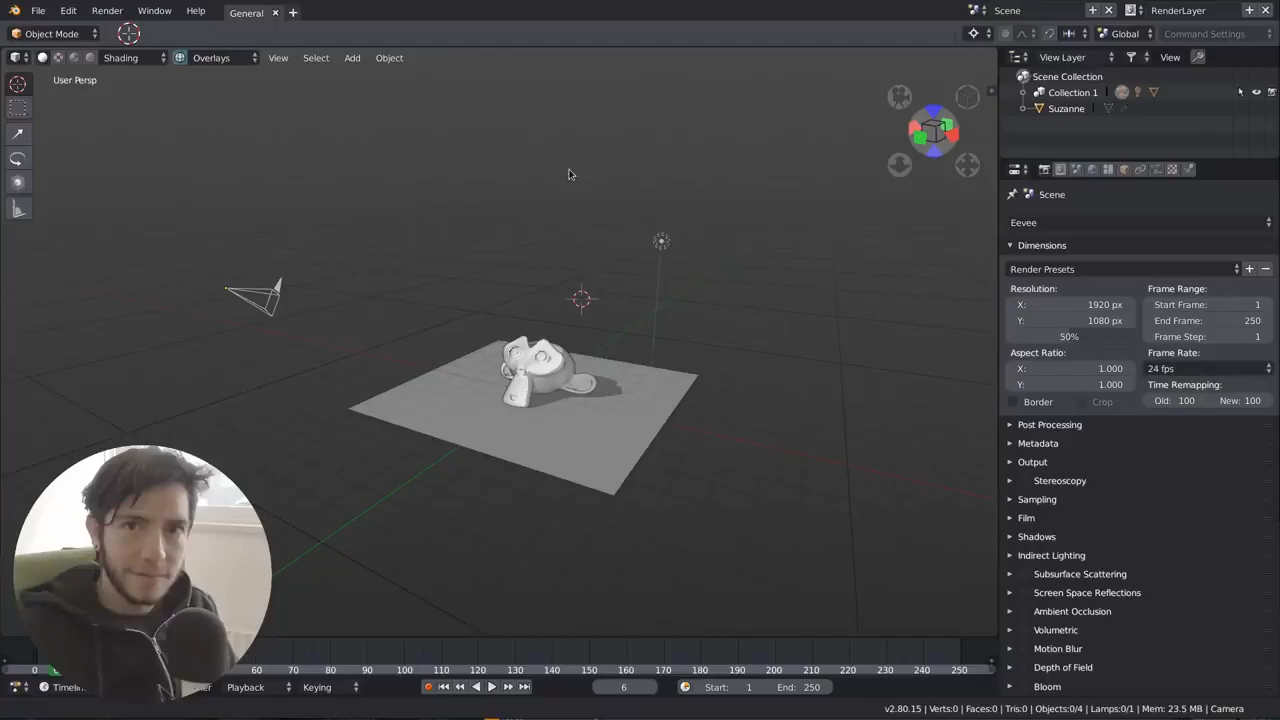 File Edit Render Window Help General Scene RenderLayer
Object Mode Global Command Settings
Shading Overlays View Select Add Object View Layer View
User Persp
Scene Collection
Collection 1
Suzanne
Scene
Eevee
Dimensions
Render Presets
Resolution: Frame Range:
X: 1920 px Start Frame: 1
Y: 1080 px End Frame: 250
50% Frame Step: 1
Aspect Ratio: Frame Rate:
X: 1.000 24 fps
Y: 1.000 Time Remapping:
Border Crop Old: 100 New: 100
Post Processing
Metadata
Output
Stereoscopy
Sampling
Film
Shadows
Indirect Lighting
Subsurface Scattering
Screen Space Reflections
Ambient Occlusion
Volumetric
Motion Blur
Depth of Field
Bloom
0 60 70 80 90 100 110 120 130 140 150 160 170 180 190 200 210 220 230 240 250
Playback Keying 6 Start: 1 End: 250
v2.80.15 | Verts:0 | Faces:0 | Tris:0 | Objects:0/4 | Lamps:0/1 | Mem: 23.5 MB | Camera